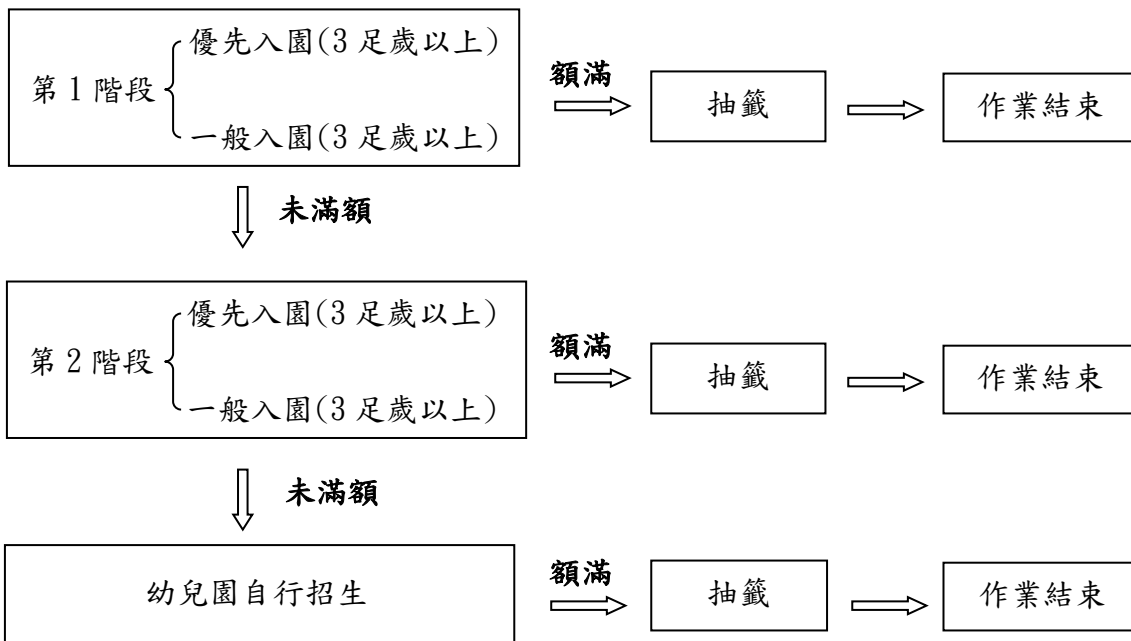 優先入園(3 足歲以上)
第 1 階段
一般入園(3 足歲以上)
額滿
抽籤
作業結束
未滿額
優先入園(3 足歲以上)
第 2 階段
一般入園(3 足歲以上)
額滿
抽籤
作業結束
未滿額
幼兒園自行招生
額滿
抽籤
作業結束